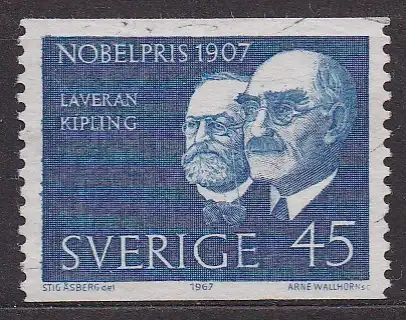 NOBELPRIS 1907
LAVERAN
KIPLING
SVERIGE 45
STIG ÅSBERG del 1967 ARNE WALLHORN sc